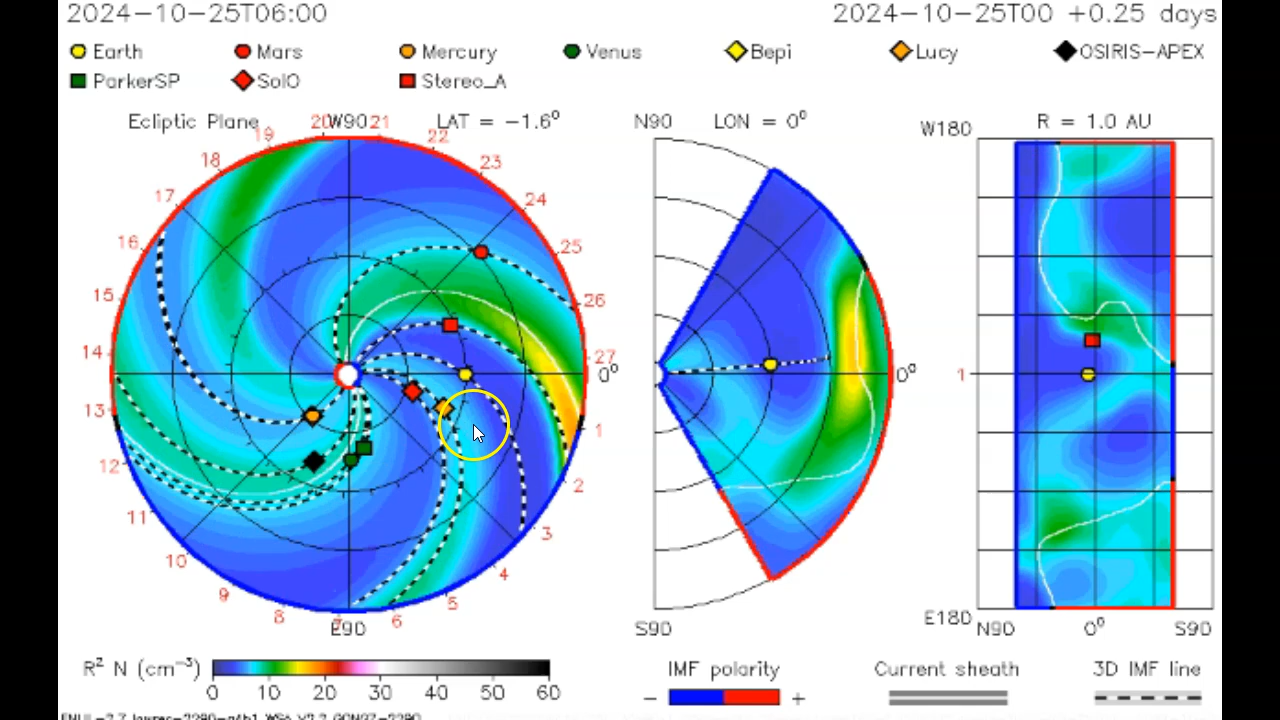 2024-10-25T06:00 2024-10-25T00 +0.25 days
Earth Mars Mercury Venus Bepi Lucy OSIRIS-APEX
ParkerSP SolO Stereo_A
Ecliptic Plane W90 LAT = -1.6° N90 LON = 0° W180 R = 1.0 AU
20 21
19 22
18 23
17 24
16 25
15 26
14 27 0° 0° 1
13 1
12 2
11 3
10 4
9 5
8 6
E90 S90 E180 N90 0° S90
R² N (cm⁻³) IMF polarity Current sheath 3D IMF line
0 10 20 30 40 50 60 - +